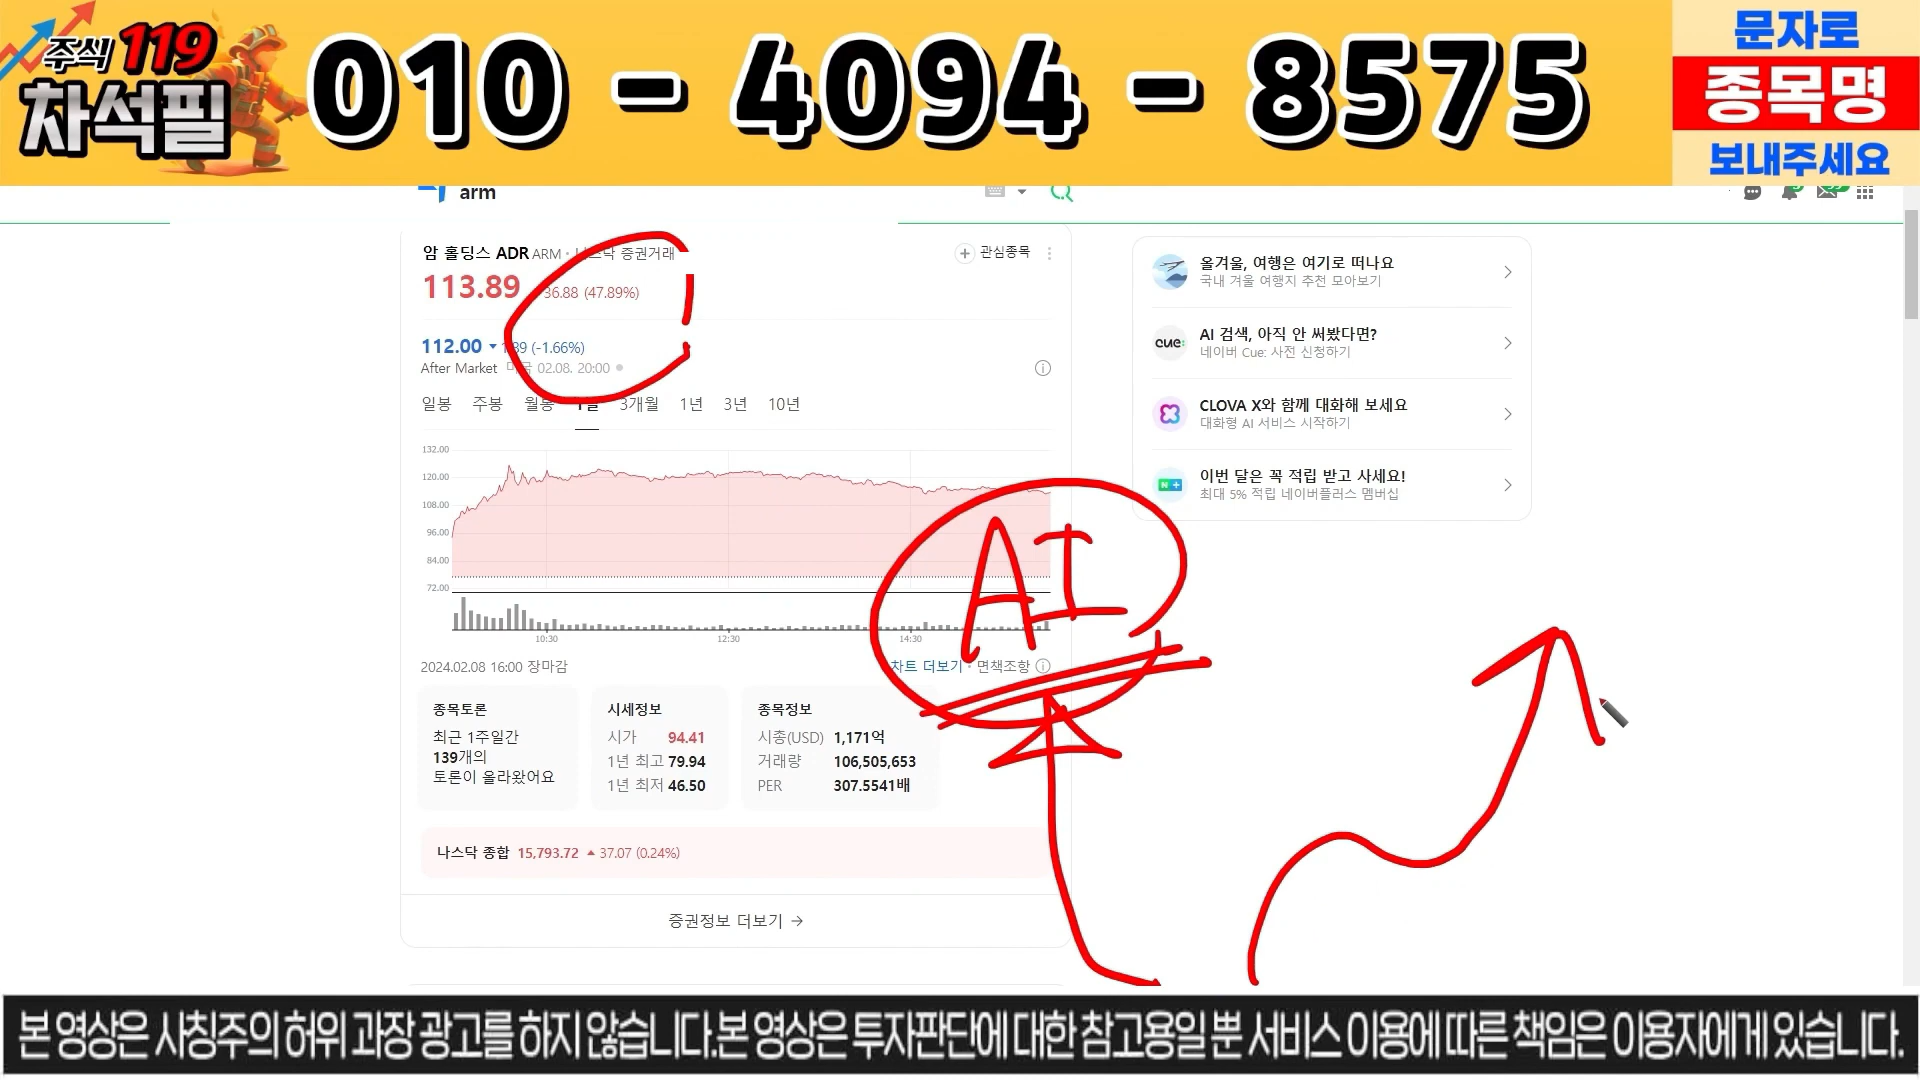 주식 119
차석필
010 - 4094 - 8575
문자로
종목명
보내주세요
arm
암 홀딩스 ADR ARM · 나스닥 증권거래
관심종목
113.89 36.88 (47.89%)
112.00 1.89 (-1.66%)
After Market 미국 02.08. 20:00
일봉 주봉 월봉 1일 3개월 1년 3년 10년
132.00
120.00
108.00
96.00
84.00
72.00
10:30 12:30 14:30
AI
2024.02.08 16:00 장마감
차트 더보기 · 면책조항
종목토론
최근 1주일간
139개의
토론이 올라왔어요
시세정보
시가 94.41
1년 최고 79.94
1년 최저 46.50
종목정보
시총(USD) 1,171억
거래량 106,505,653
PER 307.5541배
나스닥 종합 15,793.72 ▲ 37.07 (0.24%)
증권정보 더보기 →
올겨울, 여행은 여기로 떠나요
국내 겨울 여행지 추천 모아보기
cue:
AI 검색, 아직 안 써봤다면?
네이버 Cue: 사전 신청하기
CLOVA X와 함께 대화해 보세요
대화형 AI 서비스 시작하기
N +
이번 달은 꼭 적립 받고 사세요!
최대 5% 적립 네이버플러스 멤버십
본 영상은 사칭주의 허위 과장 광고를 하지 않습니다.본 영상은 투자판단에 대한 참고용일 뿐 서비스 이용에 따른 책임은 이용자에게 있습니다.